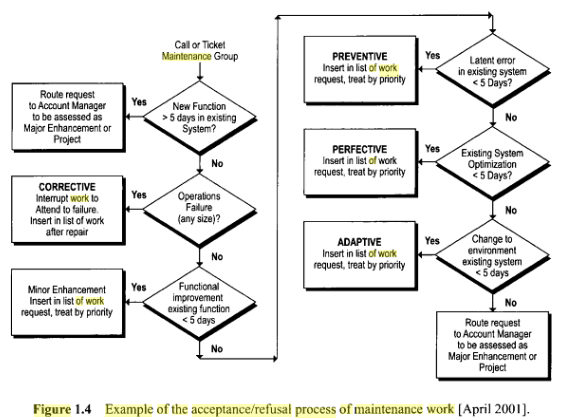 Call or Ticket
Maintenance Group
New Function
> 5 days in existing
System?
Yes
Route request
to Account Manager
to be assessed as
Major Enhancement or
Project
No
Operations
Failure
(any size)?
Yes
CORRECTIVE
Interrupt work to
Attend to failure.
Insert in list of work
after repair
No
Functional
improvement
existing function
< 5 days
Yes
Minor Enhancement
Insert in list of work
request, treat by priority
No
Latent error
in existing system
< 5 Days?
Yes
PREVENTIVE
Insert in list of work
request, treat by priority
No
Existing System
Optimization
< 5 Days?
Yes
PERFECTIVE
Insert in list of work
request, treat by priority
No
Change to
environment
existing system
< 5 days
Yes
ADAPTIVE
Insert in list of work
request, treat by priority
No
Route request
to Account Manager
to be assessed as
Major Enhancement or
Project
Figure 1.4 Example of the acceptance/refusal process of maintenance work [April 2001].